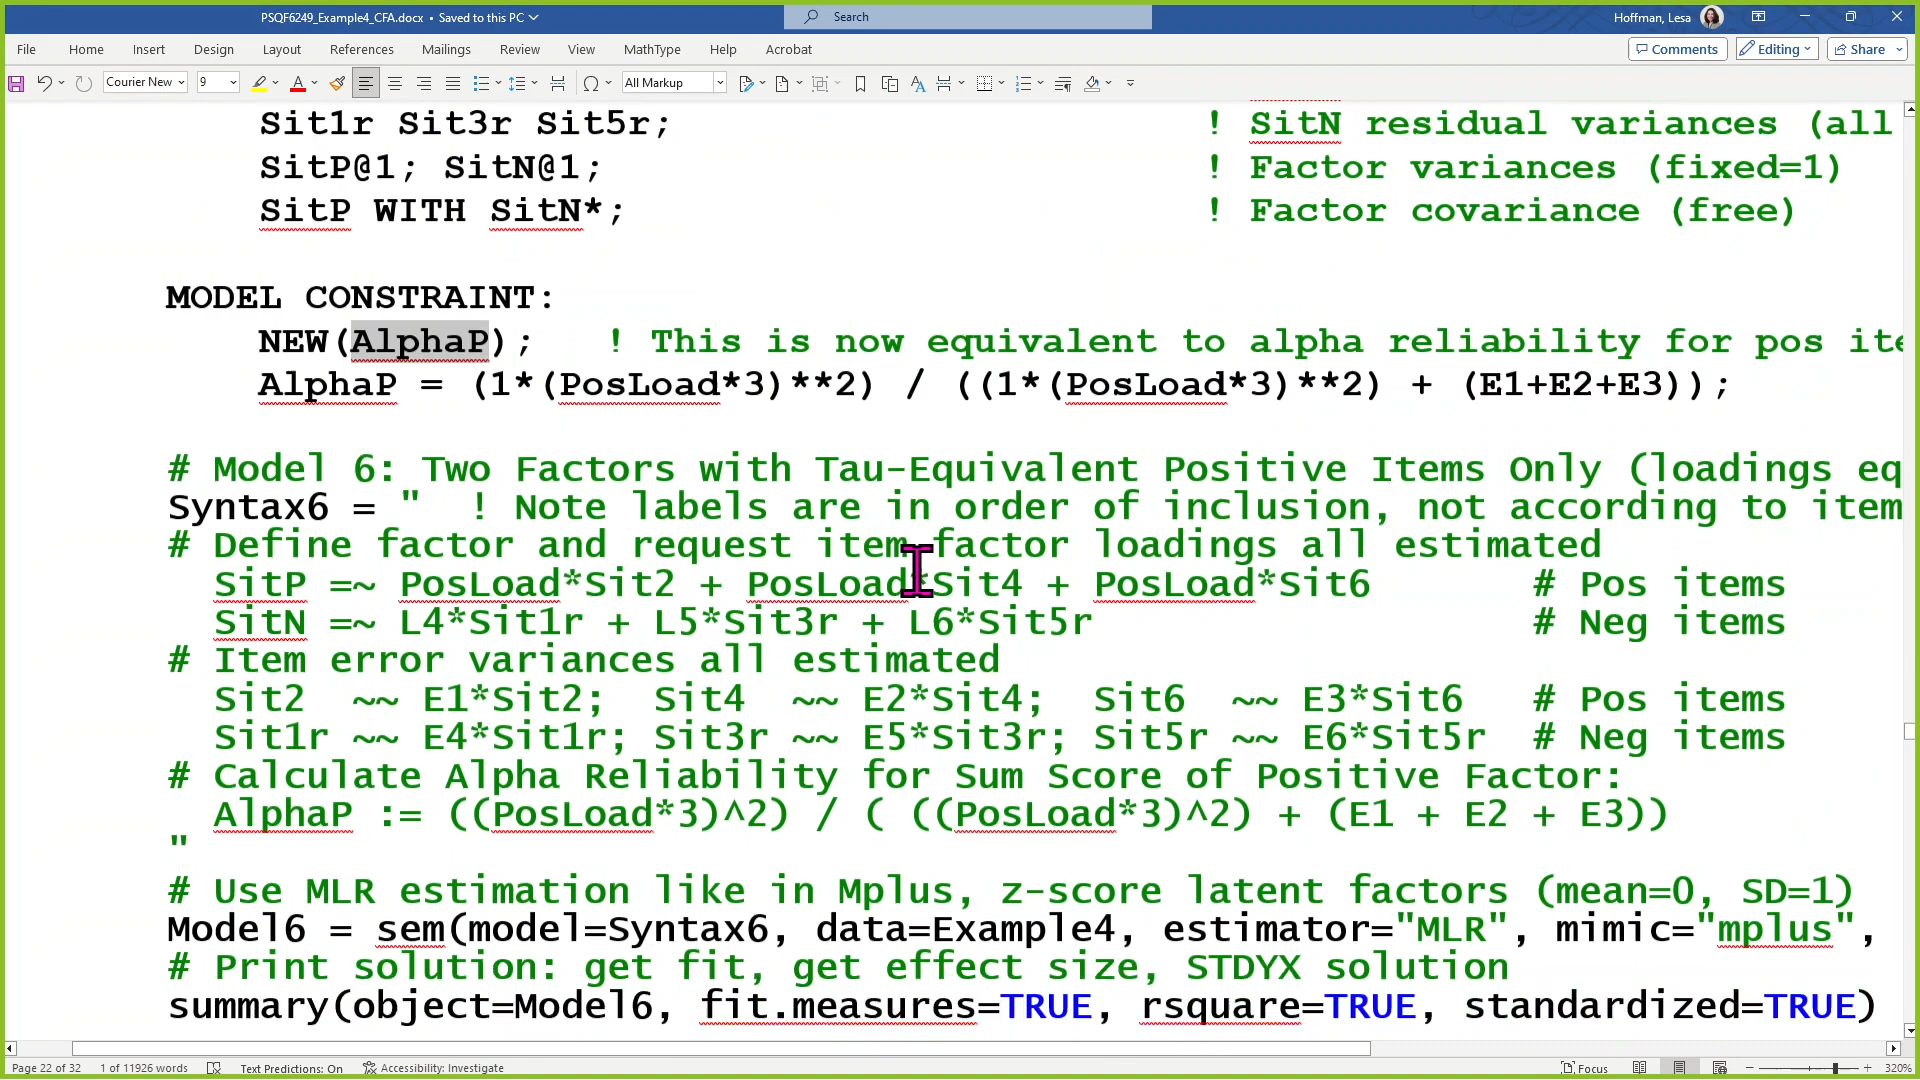 PSQF6249_Example4_CFA.docx • Saved to this PC
Search
Hoffman, Lesa
File Home Insert Design Layout References Mailings Review View MathType Help Acrobat
Comments Editing Share
Courier New 9 All Markup
Sit1r Sit3r Sit5r; ! SitN residual variances (all
SitP@1; SitN@1; ! Factor variances (fixed=1)
SitP WITH SitN*; ! Factor covariance (free)
MODEL CONSTRAINT:
NEW(AlphaP); ! This is now equivalent to alpha reliability for pos ite
AlphaP = (1*(PosLoad*3)**2) / ((1*(PosLoad*3)**2) + (E1+E2+E3));
# Model 6: Two Factors with Tau-Equivalent Positive Items Only (loadings eq
Syntax6 = " ! Note labels are in order of inclusion, not according to item
# Define factor and request item factor loadings all estimated
SitP =~ PosLoad*Sit2 + PosLoad*Sit4 + PosLoad*Sit6 # Pos items
SitN =~ L4*Sit1r + L5*Sit3r + L6*Sit5r # Neg items
# Item error variances all estimated
Sit2 ~~ E1*Sit2; Sit4 ~~ E2*Sit4; Sit6 ~~ E3*Sit6 # Pos items
Sit1r ~~ E4*Sit1r; Sit3r ~~ E5*Sit3r; Sit5r ~~ E6*Sit5r # Neg items
# Calculate Alpha Reliability for Sum Score of Positive Factor:
AlphaP := ((PosLoad*3)^2) / ( ((PosLoad*3)^2) + (E1 + E2 + E3))
"
# Use MLR estimation like in Mplus, z-score latent factors (mean=0, SD=1)
Model6 = sem(model=Syntax6, data=Example4, estimator="MLR", mimic="mplus",
# Print solution: get fit, get effect size, STDYX solution
summary(object=Model6, fit.measures=TRUE, rsquare=TRUE, standardized=TRUE)
Page 22 of 32 1 of 11926 words Text Predictions: On Accessibility: Investigate Focus 320%